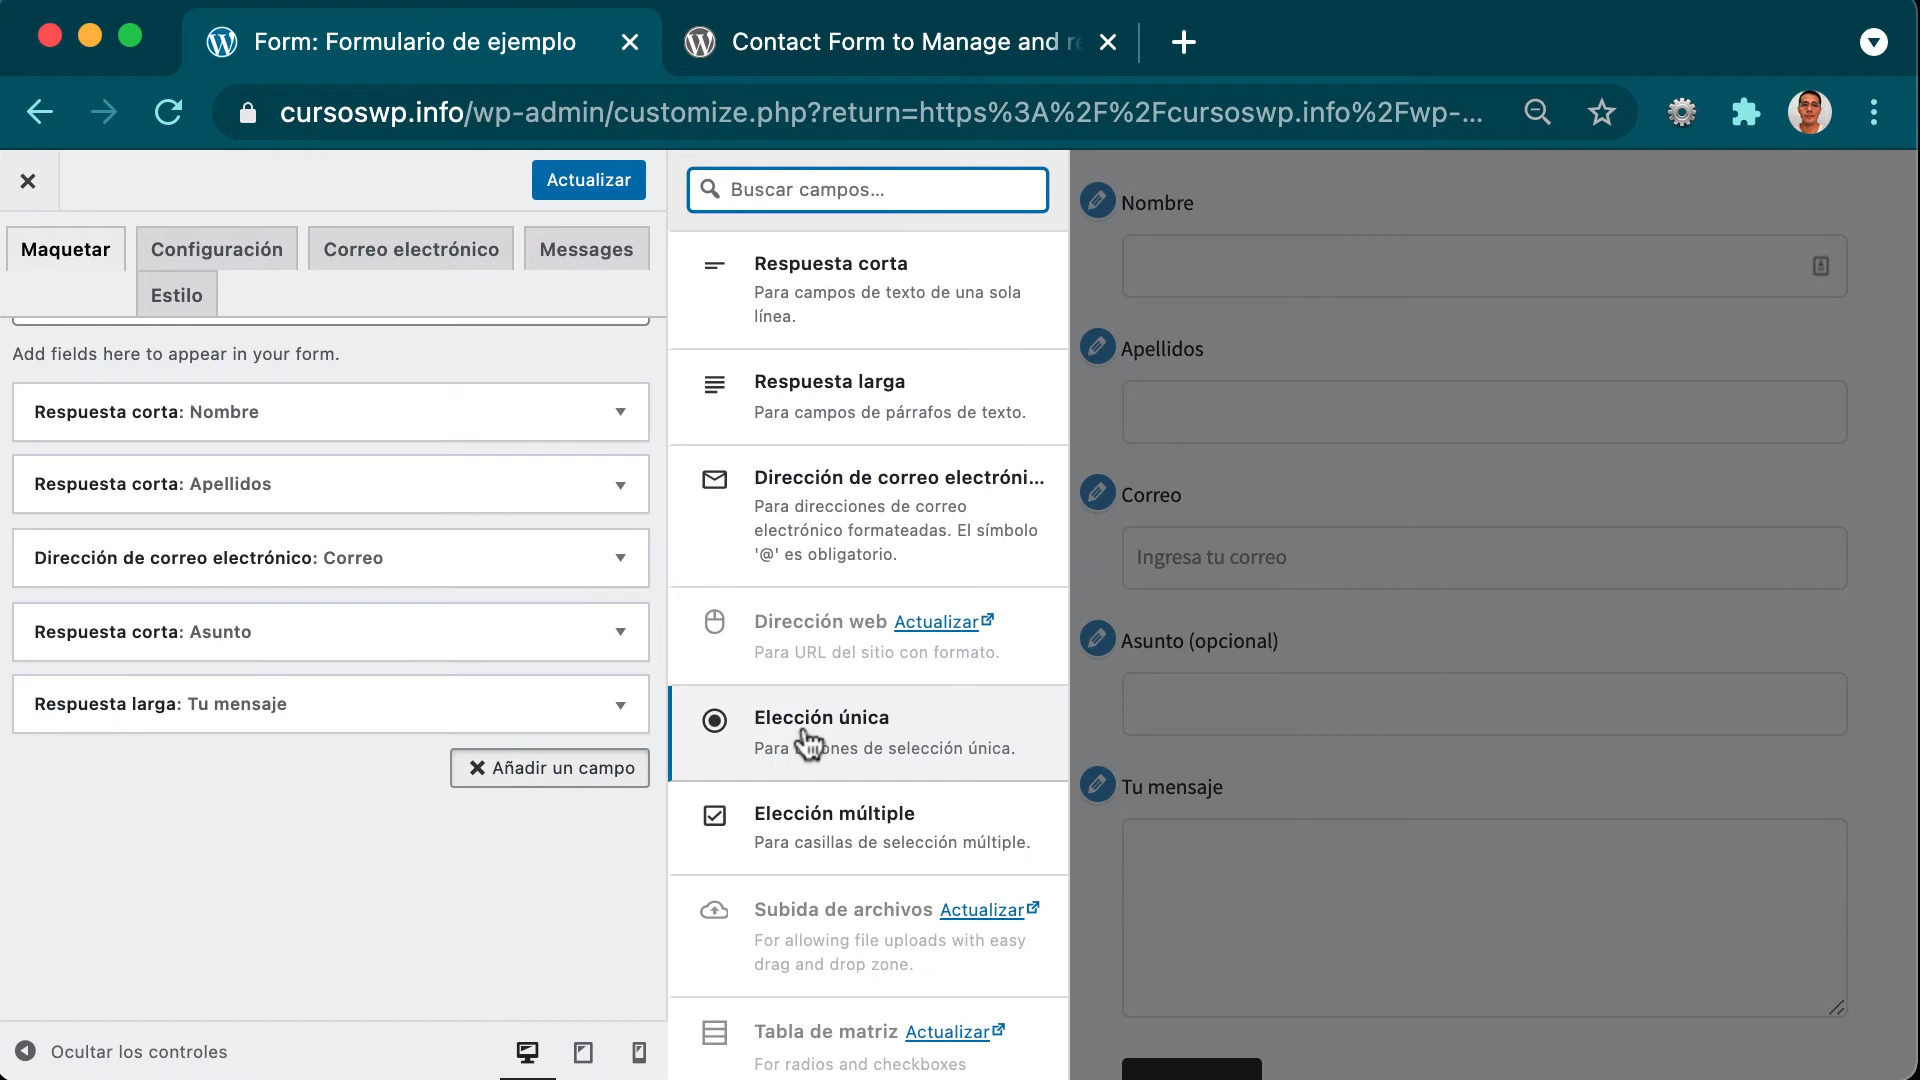 Form: Formulario de ejemplo
Contact Form to Manage and re
cursoswp.info/wp-admin/customize.php?return=https%3A%2F%2Fcursoswp.info%2Fwp-...
Actualizar
Maquetar
Configuración
Correo electrónico
Messages
Estilo
Add fields here to appear in your form.
Respuesta corta: Nombre
Respuesta corta: Apellidos
Dirección de correo electrónico: Correo
Respuesta corta: Asunto
Respuesta larga: Tu mensaje
Añadir un campo
Ocultar los controles
Buscar campos...
Respuesta corta
Para campos de texto de una sola
línea.
Respuesta larga
Para campos de párrafos de texto.
Dirección de correo electróni...
Para direcciones de correo
electrónico formateadas. El símbolo
'@' es obligatorio.
Dirección web Actualizar
Para URL del sitio con formato.
Elección única
Para de selección única.
Elección múltiple
Para casillas de selección múltiple.
Subida de archivos Actualizar
For allowing file uploads with easy
drag and drop zone.
Tabla de matriz Actualizar
For radios and checkboxes
Nombre
Apellidos
Correo
Ingresa tu correo
Asunto (opcional)
Tu mensaje